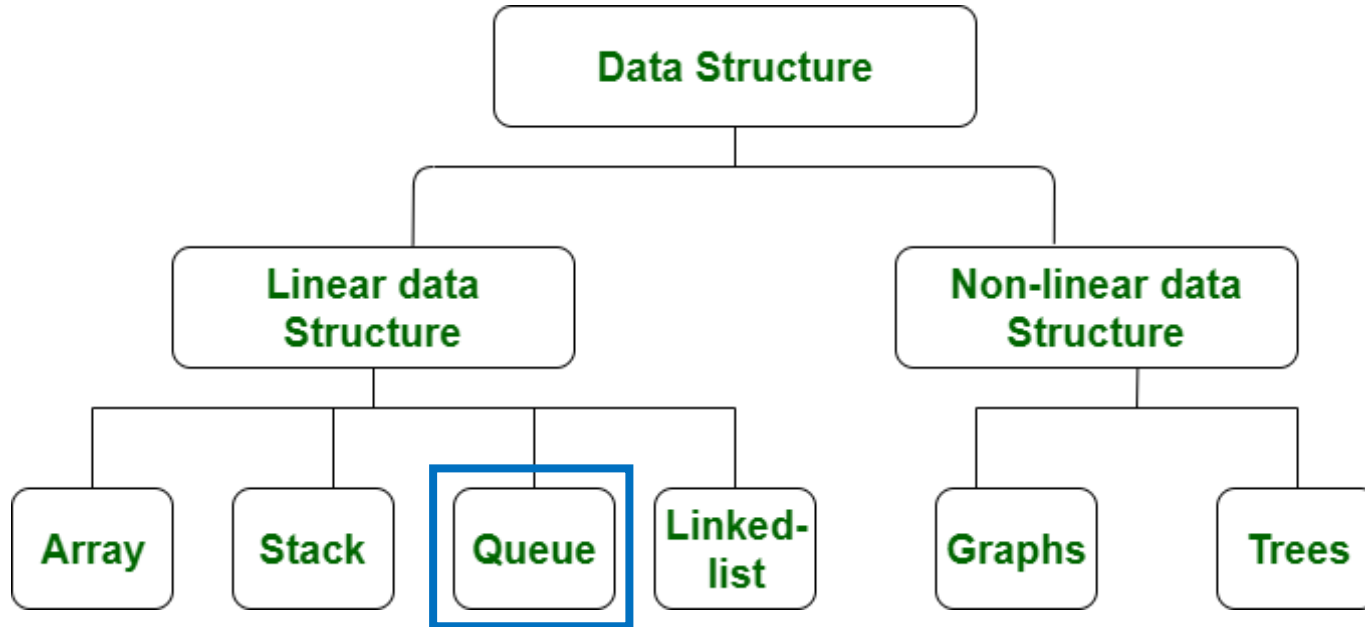 Data Structure
Linear data
Structure
Non-linear data
Structure
Array
Stack
Queue
Linked-
list
Graphs
Trees